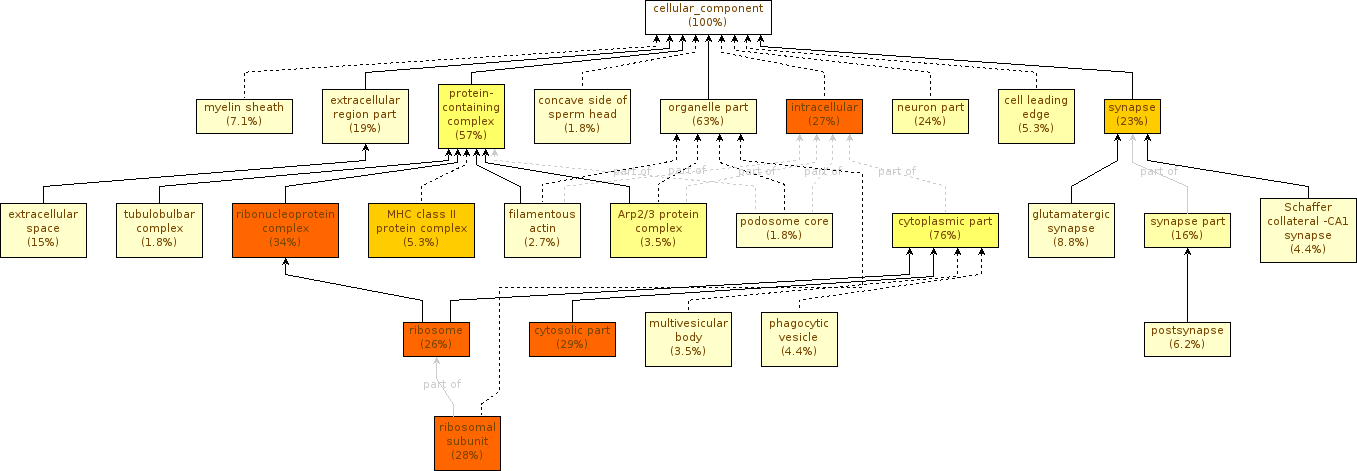 cellular_component
(100%)
myelin sheath
(7.1%)
extracellular
region part
(19%)
protein-
containing
complex
(57%)
concave side of
sperm head
(1.8%)
organelle part
(63%)
intracellular
(27%)
neuron part
(24%)
cell leading
edge
(5.3%)
synapse
(23%)
part of
part of
part of
part of
part of
part of
extracellular
space
(15%)
tubulobulbar
complex
(1.8%)
ribonucleoprotein
complex
(34%)
MHC class II
protein complex
(5.3%)
filamentous
actin
(2.7%)
Arp2/3 protein
complex
(3.5%)
podosome core
(1.8%)
cytoplasmic part
(76%)
glutamatergic
synapse
(8.8%)
synapse part
(16%)
Schaffer
collateral -CA1
synapse
(4.4%)
ribosome
(26%)
cytosolic part
(29%)
multivesicular
body
(3.5%)
phagocytic
vesicle
(4.4%)
postsynapse
(6.2%)
part of
ribosomal
subunit
(28%)